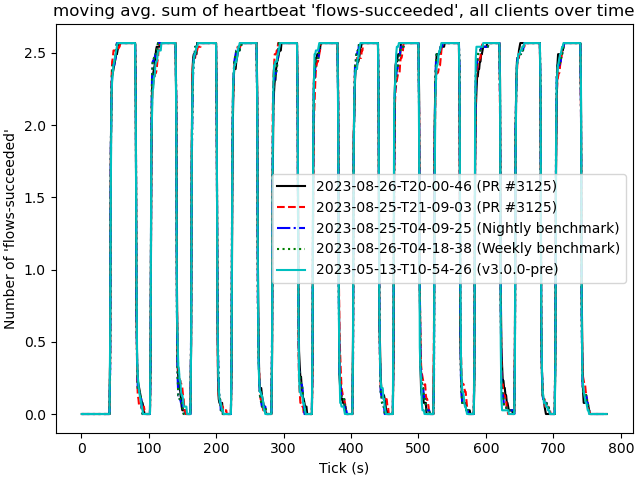 moving avg. sum of heartbeat 'flows-succeeded', all clients over time
Number of 'flows-succeeded'
2.5
2.0
1.5
1.0
0.5
0.0
2023-08-26-T20-00-46 (PR #3125)
2023-08-25-T21-09-03 (PR #3125)
2023-08-25-T04-09-25 (Nightly benchmark)
2023-08-26-T04-18-38 (Weekly benchmark)
2023-05-13-T10-54-26 (v3.0.0-pre)
0 100 200 300 400 500 600 700 800
Tick (s)